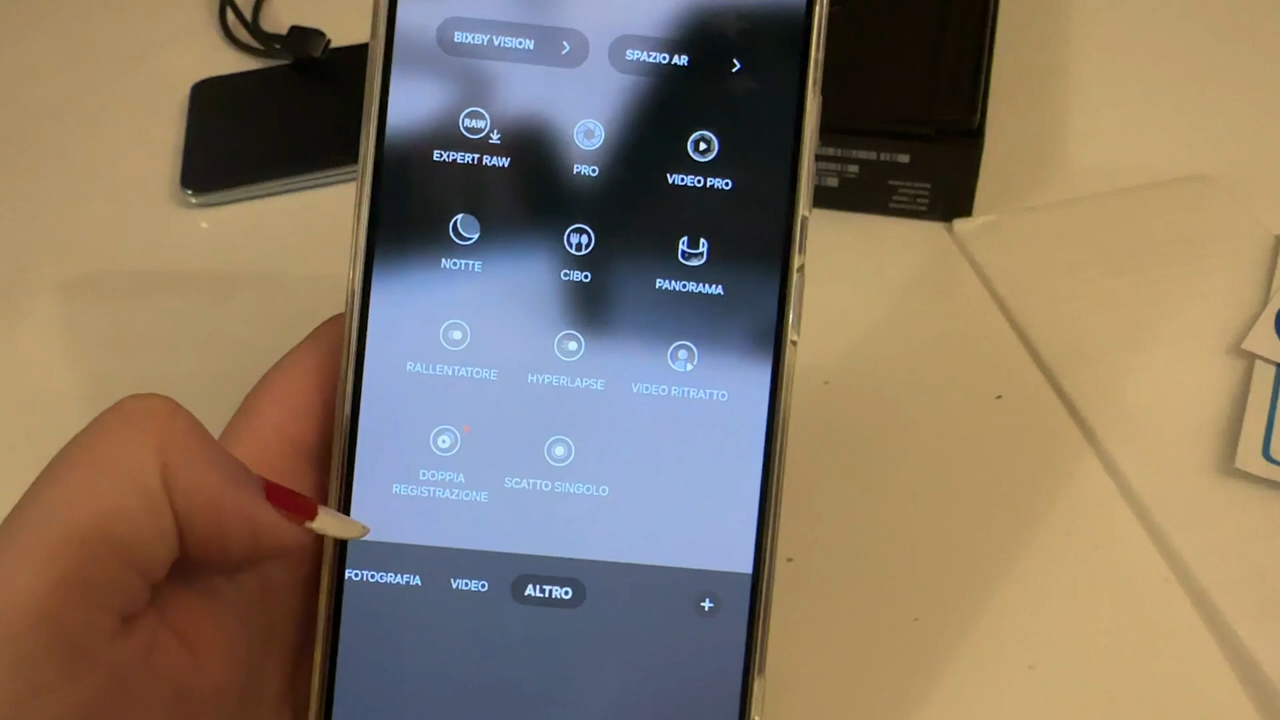 BIXBY VISION
SPAZIO AR
RAW
EXPERT RAW
PRO
VIDEO PRO
NOTTE
CIBO
PANORAMA
RALLENTATORE
HYPERLAPSE
VIDEO RITRATTO
DOPPIA
REGISTRAZIONE
SCATTO SINGOLO
FOTOGRAFIA
VIDEO
ALTRO